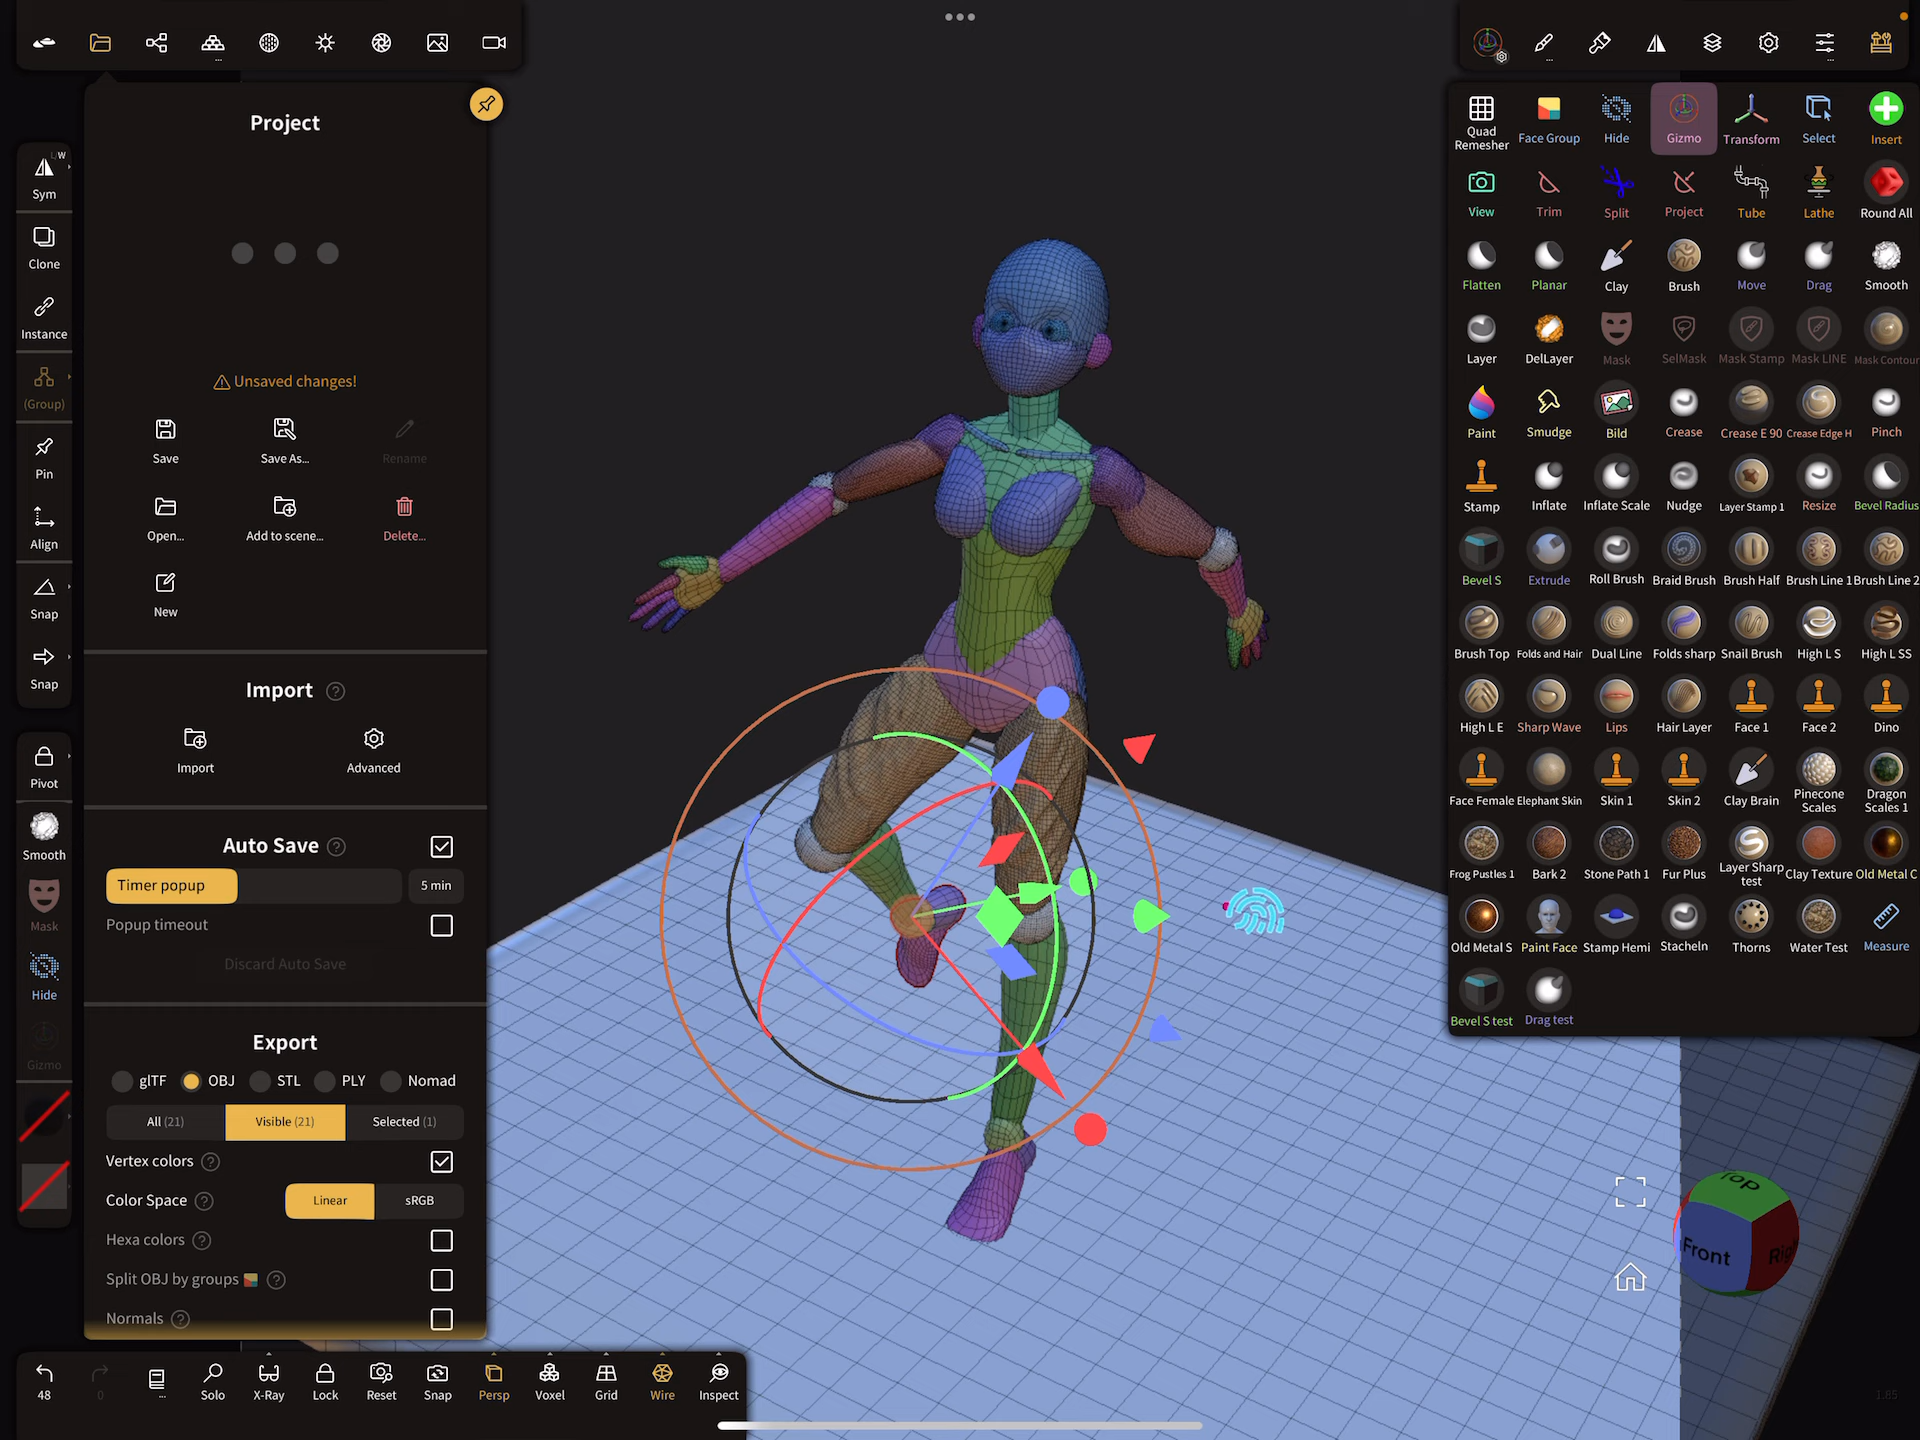 Project
Unsaved changes!
Save
Save As...
Rename
Open...
Add to scene...
Delete...
New
Import
Import
Advanced
Auto Save
Timer popup
5 min
Popup timeout
Discard Auto Save
Export
glTF
OBJ
STL
PLY
Nomad
All (21)
Visible (21)
Selected (1)
Vertex colors
Color Space
Linear
sRGB
Hexa colors
Split OBJ by groups
Normals
Sym
Clone
Instance
(Group)
Pin
Align
Snap
Snap
Pivot
Smooth
Mask
Hide
Gizmo
48
0
Solo
X-Ray
Lock
Reset
Snap
Persp
Voxel
Grid
Wire
Inspect
Quad Remesher
Face Group
Hide
Gizmo
Transform
Select
Insert
View
Trim
Split
Project
Tube
Lathe
Round All
Flatten
Planar
Clay
Brush
Move
Drag
Smooth
Layer
DelLayer
Mask
SelMask
Mask Stamp
Mask LINE
Mask Contour
Paint
Smudge
Bild
Crease
Crease E 90
Crease Edge H
Pinch
Stamp
Inflate
Inflate Scale
Nudge
Layer Stamp 1
Resize
Bevel Radius
Bevel S
Extrude
Roll Brush
Braid Brush
Brush Half
Brush Line 1
Brush Line 2
Brush Top
Folds and Hair
Dual Line
Folds sharp
Snail Brush
High L S
High L SS
High L E
Sharp Wave
Lips
Hair Layer
Face 1
Face 2
Dino
Face Female
Elephant Skin
Skin 1
Skin 2
Clay Brain
Pinecone Scales
Dragon Scales 1
Frog Pustles 1
Bark 2
Stone Path 1
Fur Plus
Layer Sharp test
Clay Texture
Old Metal C
Old Metal S
Paint Face
Stamp Hemi
Stacheln
Thorns
Water Test
Measure
Bevel S test
Drag test
Top
Front
Rig
1.85